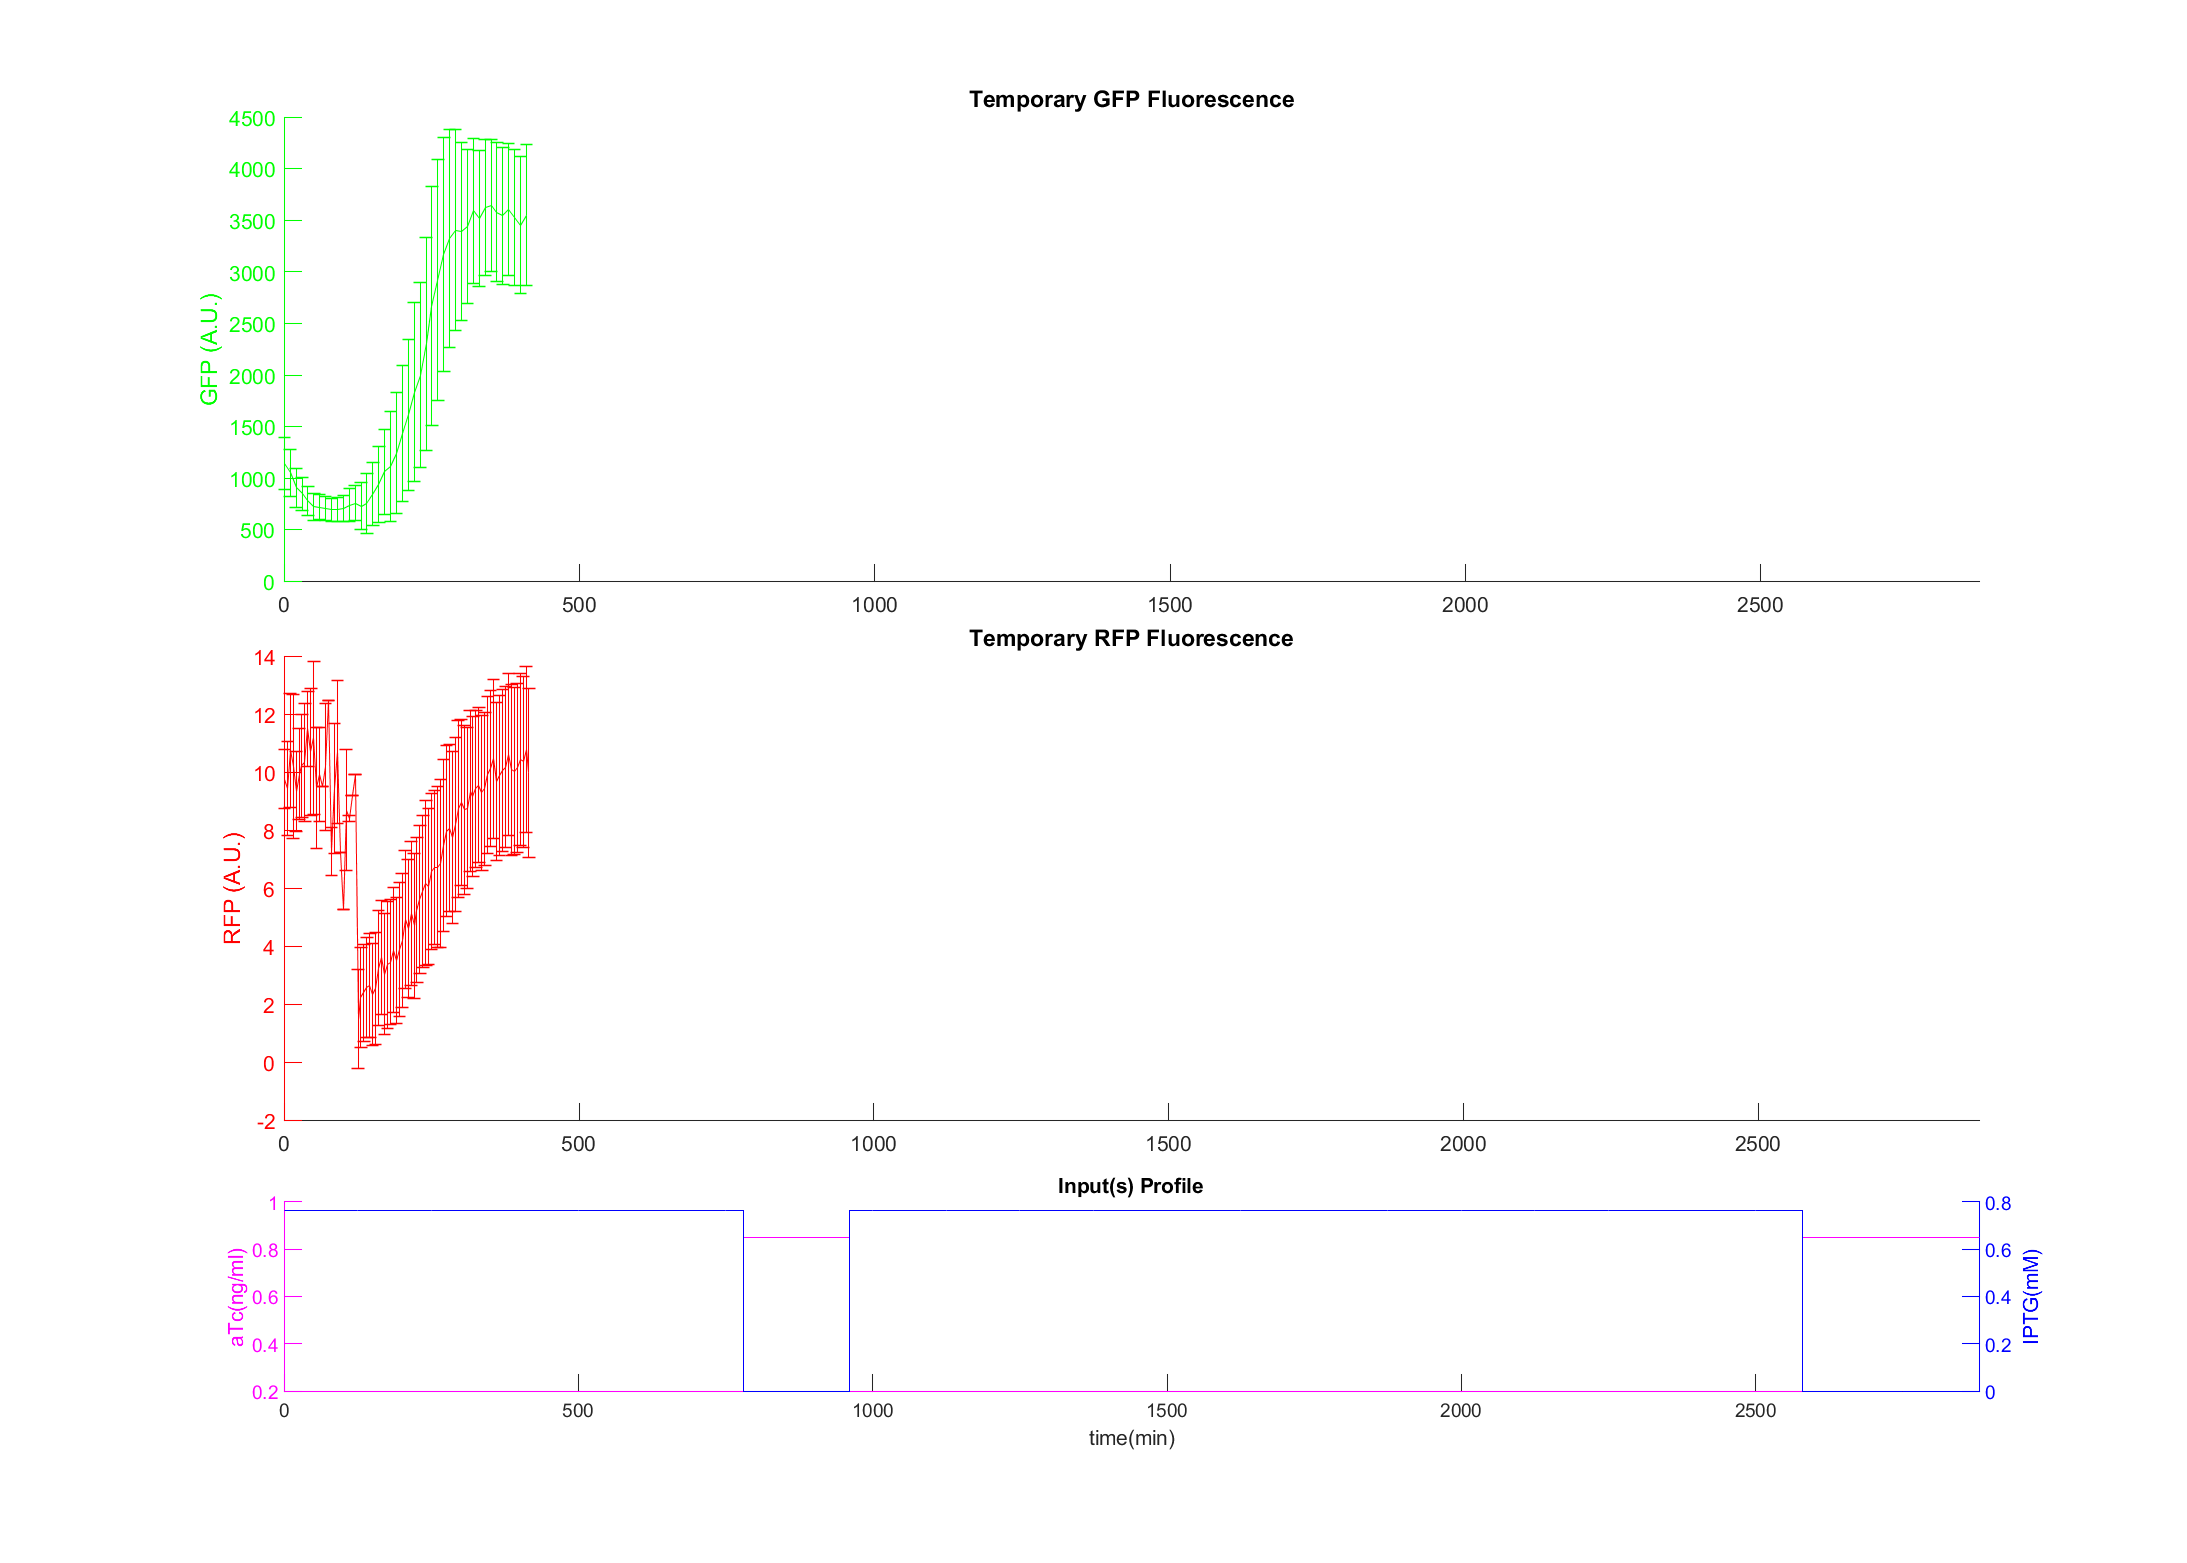 Temporary GFP Fluorescence
4500
4000
3500
3000
2500
2000
1500
1000
500
0
GFP (A.U.)
0 500 1000 1500 2000 2500
Temporary RFP Fluorescence
14
12
10
8
6
4
2
0
-2
RFP (A.U.)
0 500 1000 1500 2000 2500
Input(s) Profile
1
0.8
0.6
0.4
0.2
aTc(ng/ml)
0.8
0.6
0.4
0.2
0
IPTG(mM)
0 500 1000 1500 2000 2500
time(min)